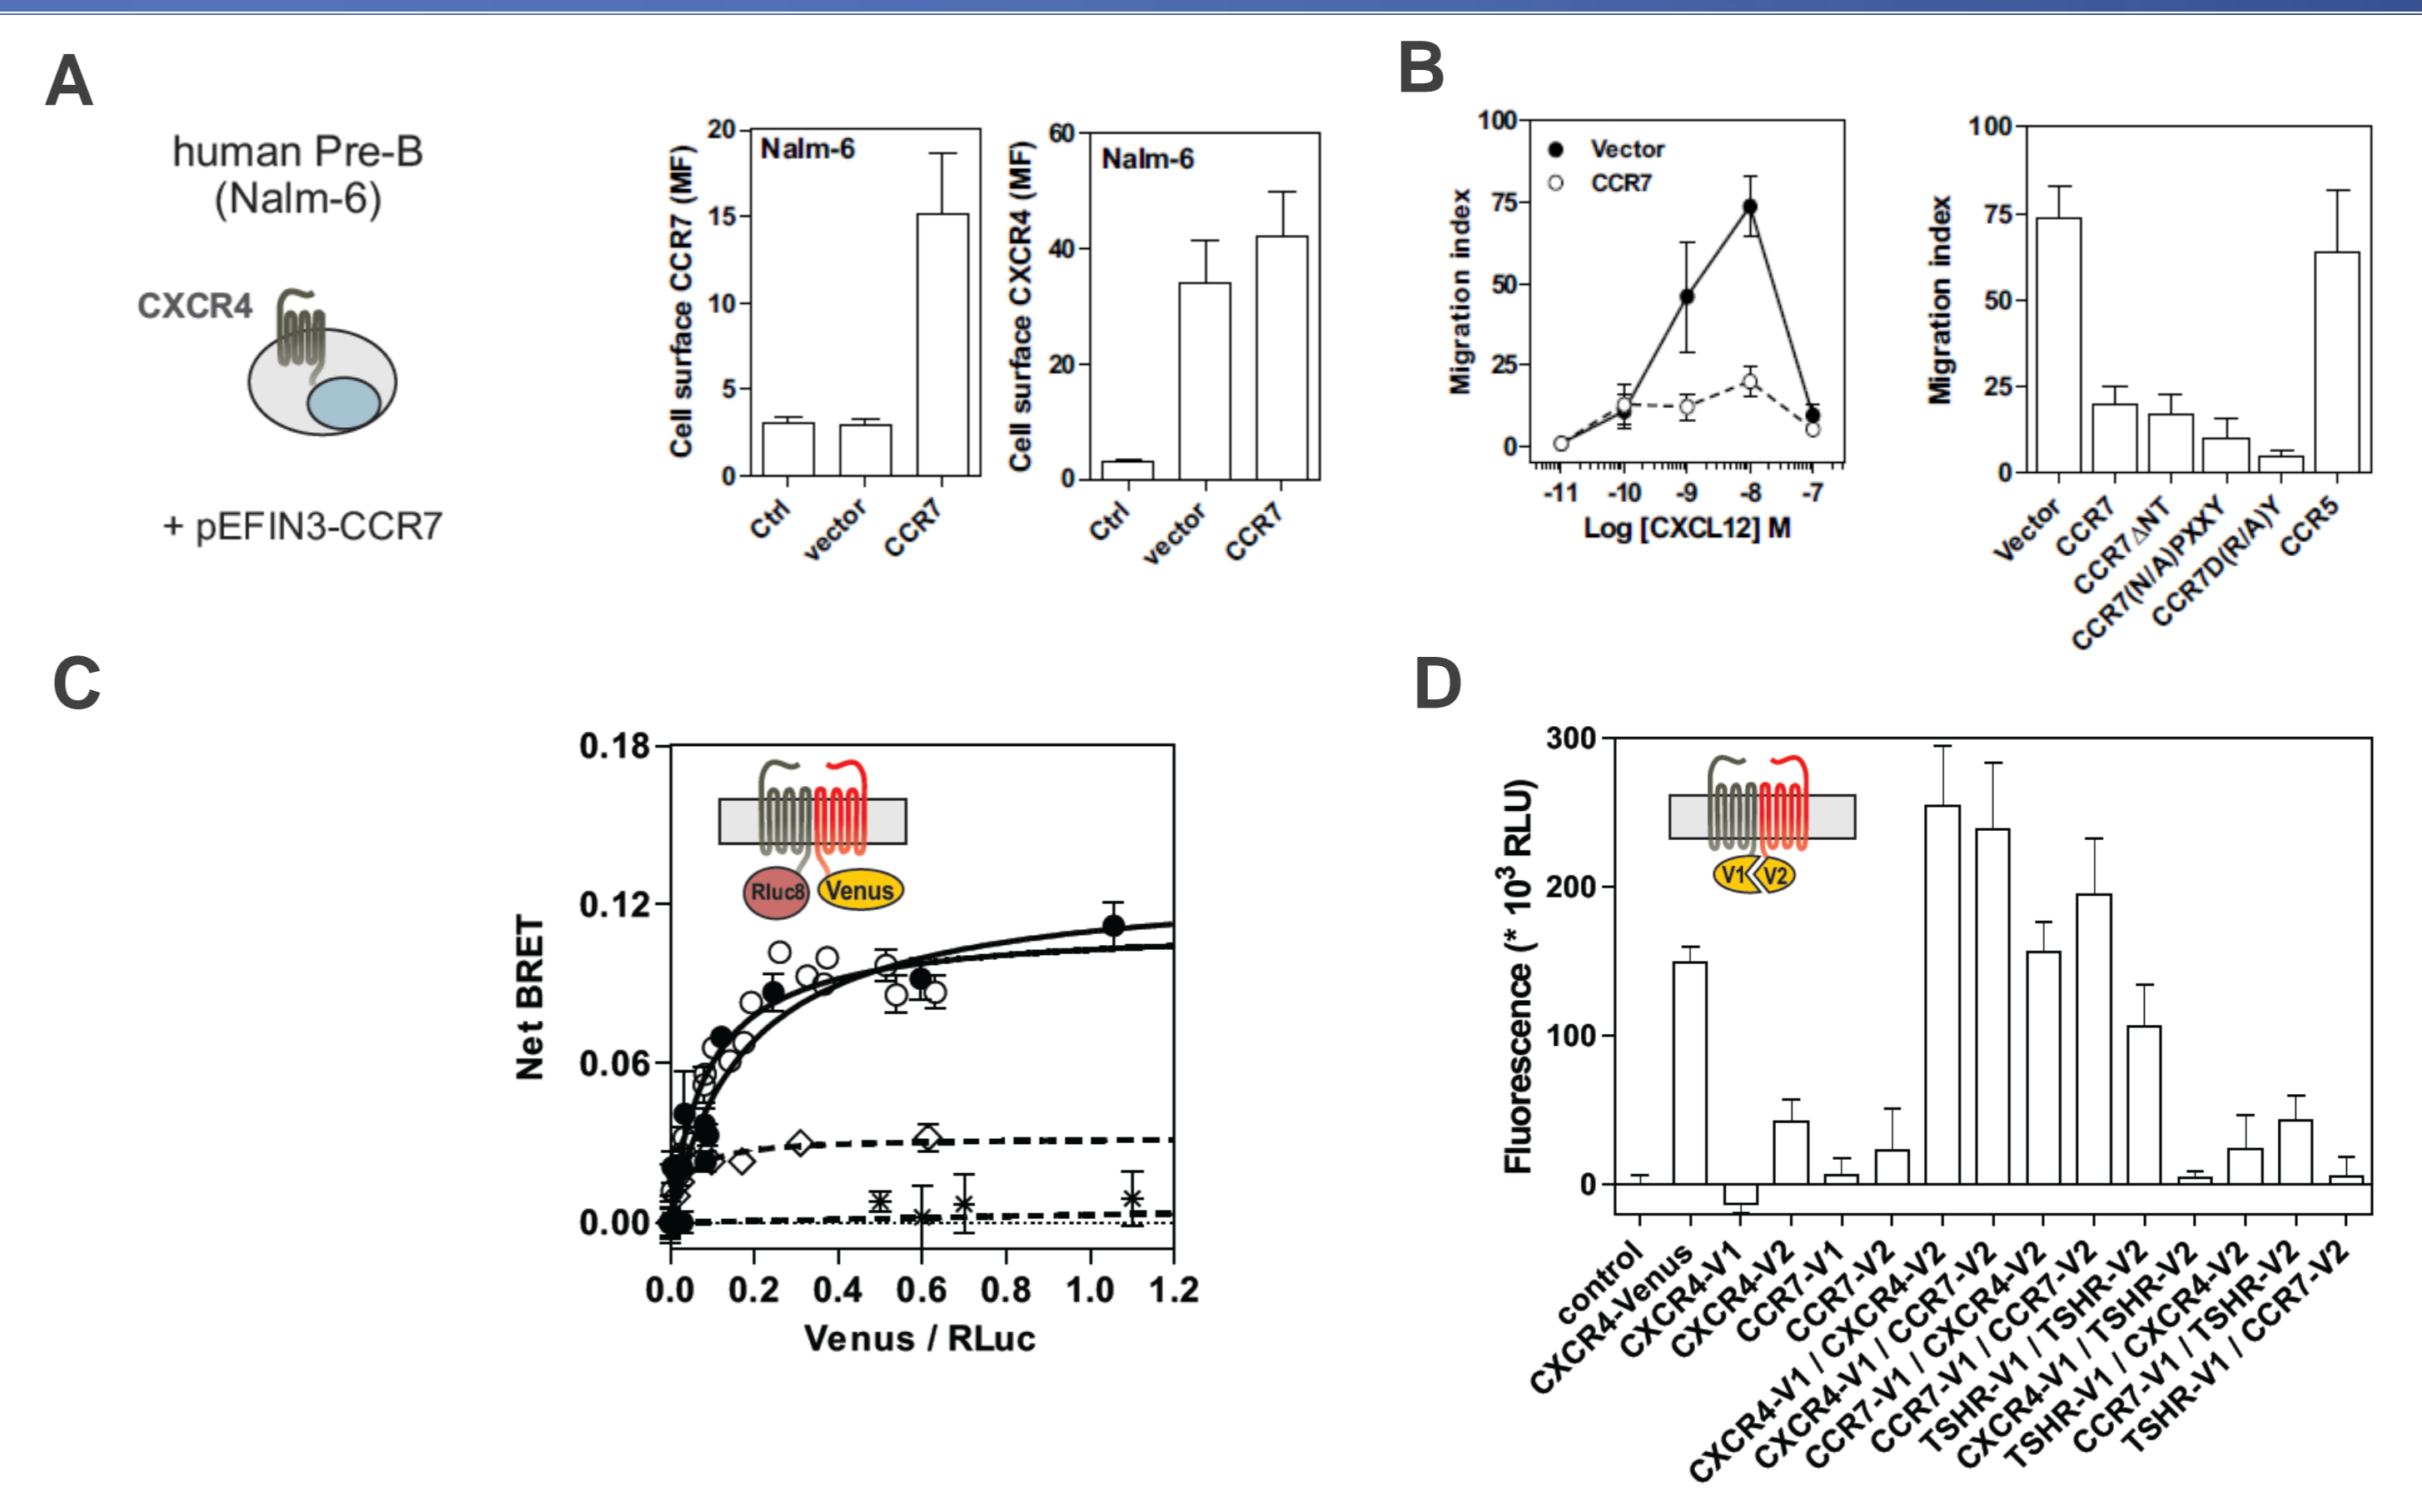 A
human Pre-B
(Nalm-6)
CXCR4
+ pEFIN3-CCR7
Cell surface CCR7 (MF)
20
15
10
5
0
Nalm-6
Ctrl
vector
CCR7
Cell surface CXCR4 (MF)
60
40
20
0
Nalm-6
Ctrl
vector
CCR7
B
Migration index
100
75
50
25
0
Vector
CCR7
-11 -10 -9 -8 -7
Log [CXCL12] M
Migration index
100
75
50
25
0
Vector
CCR7
CCR7ΔNT
CCR7(N/A)PXXY
CCR7D(R/A)Y
CCR5
C
Net BRET
0.18
0.12
0.06
0.00
Rluc8
Venus
0.0 0.2 0.4 0.6 0.8 1.0 1.2
Venus / RLuc
D
Fluorescence (* 10³ RLU)
300
200
100
0
V1 V2
control
CXCR4-Venus
CXCR4-V1
CXCR4-V2
CCR7-V1
CCR7-V2
CXCR4-V1 / CXCR4-V2
CXCR4-V1 / CCR7-V2
CCR7-V1 / CXCR4-V2
CCR7-V1 / CCR7-V2
TSHR-V1 / TSHR-V2
CXCR4-V1 / TSHR-V2
TSHR-V1 / CXCR4-V2
CCR7-V1 / TSHR-V2
TSHR-V1 / CCR7-V2